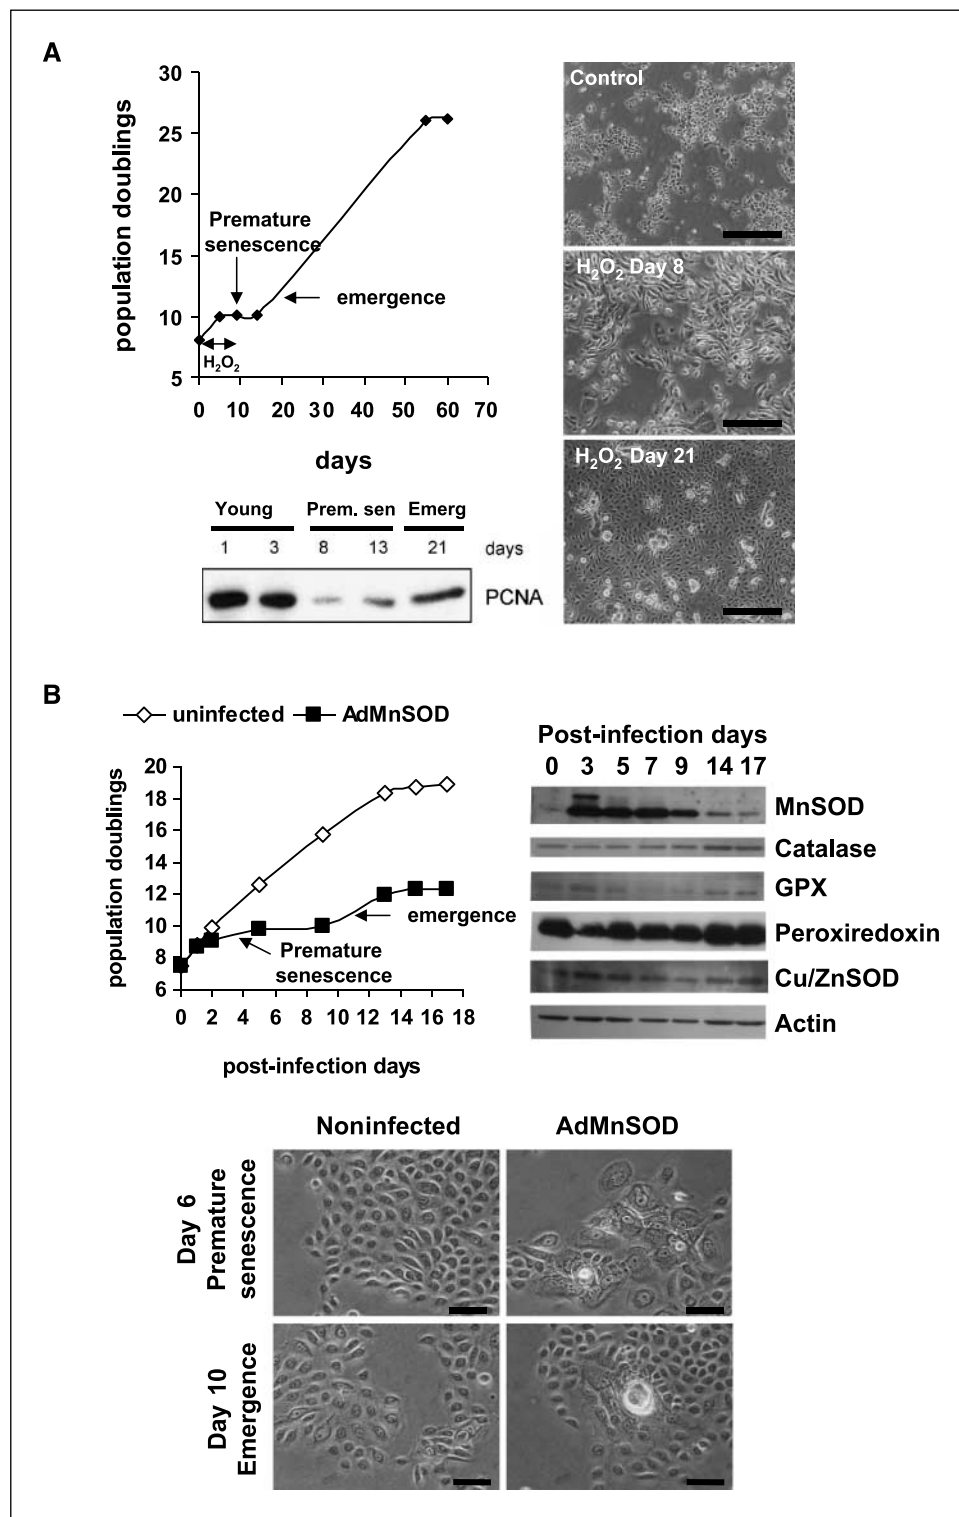 A
30
25
20
15
10
5
population doublings
Premature
senescence
emergence
H₂O₂
0 10 20 30 40 50 60 70
days
Control
H₂O₂ Day 8
H₂O₂ Day 21
Young Prem. sen Emerg
1 3 8 13 21 days
PCNA
B
uninfected AdMnSOD
20
18
16
14
12
10
8
6
population doublings
emergence
Premature
senescence
0 2 4 6 8 10 12 14 16 18
post-infection days
Post-infection days
0 3 5 7 9 14 17
MnSOD
Catalase
GPX
Peroxiredoxin
Cu/ZnSOD
Actin
Noninfected AdMnSOD
Day 6
Premature
senescence
Day 10
Emergence